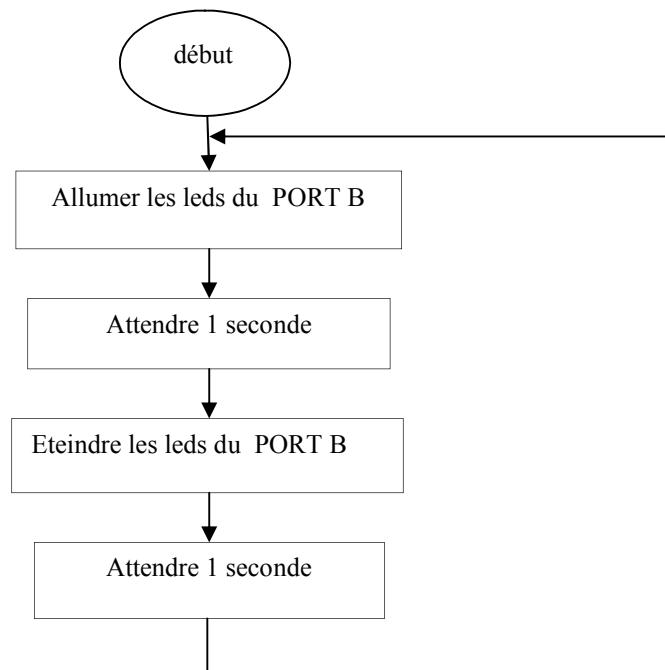 début
Allumer les leds du PORT B
Attendre 1 seconde
Eteindre les leds du PORT B
Attendre 1 seconde